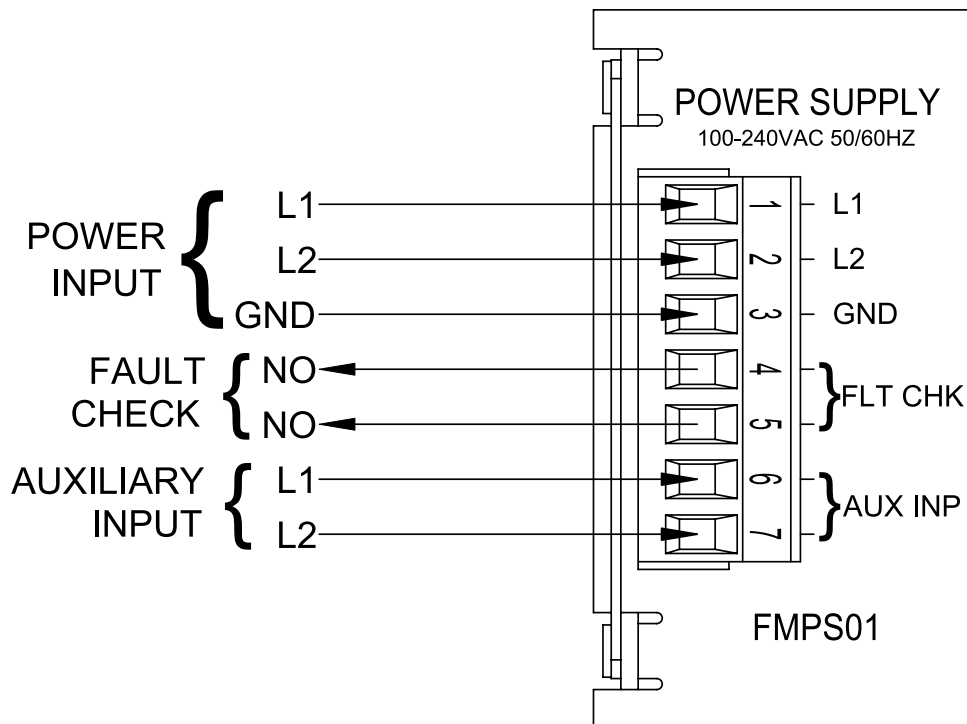 POWER SUPPLY
100-240VAC 50/60HZ
POWER
INPUT
L1
L2
GND
1
2
3
4
5
6
7
L1
L2
GND
FAULT
CHECK
NO
NO
FLT CHK
AUXILIARY
INPUT
L1
L2
AUX INP
FMPS01